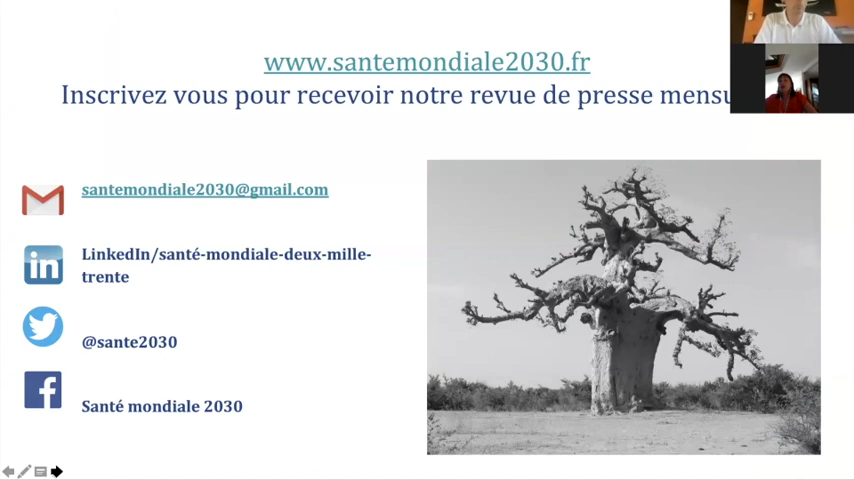 www.santemondiale2030.fr
Inscrivez vous pour recevoir notre revue de presse
santemondiale2030@gmail.com
LinkedIn/santé-mondiale-deux-mille-
trente
@sante2030
Santé mondiale 2030